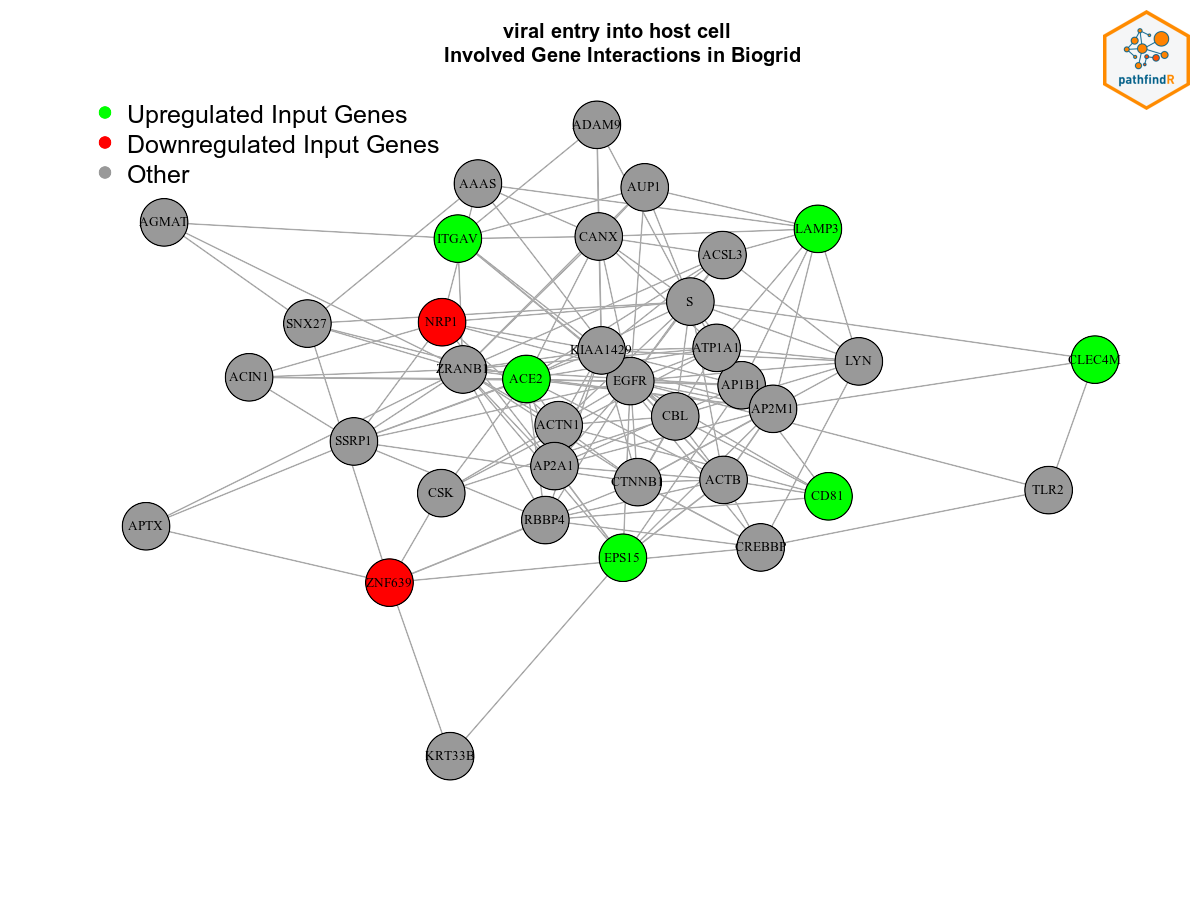 viral entry into host cell
Involved Gene Interactions in Biogrid
pathfindR
Upregulated Input Genes
Downregulated Input Genes
Other
ADAM9
AAAS
AUP1
AGMAT
ITGAV
CANX
LAMP3
ACSL3
S
SNX27
NRP1
KIAA1429
ATP1A1
LYN
CLEC4M
ACIN1
ZRANB1
ACE2
EGFR
AP1B1
AP2M1
CBL
ACTN1
SSRP1
AP2A1
CSK
CTNNB1
ACTB
CD81
TLR2
APTX
RBBP4
EPS15
CREBBP
ZNF639
KRT33B